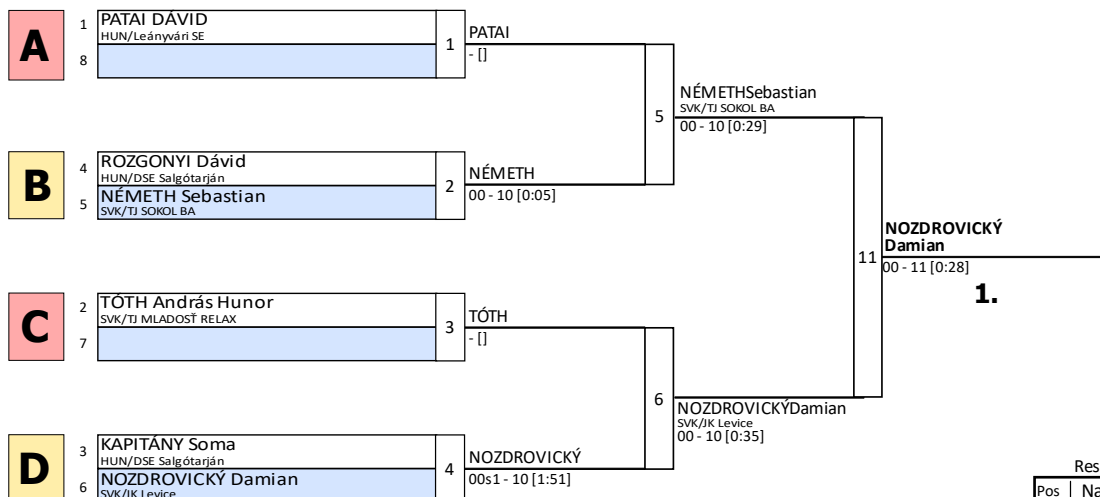 A
1 PATAI DÁVID
HUN/Leányvári SE
8
1
PATAI
- []
B
4 ROZGONYI Dávid
HUN/DSE Salgótarján
5 NÉMETH Sebastian
SVK/TJ SOKOL BA
2
NÉMETH
00 - 10 [0:05]
5
NÉMETHSebastian
SVK/TJ SOKOL BA
00 - 10 [0:29]
C
2 TÓTH András Hunor
SVK/TJ MLADOSŤ RELAX
7
3
TÓTH
- []
D
3 KAPITÁNY Soma
HUN/DSE Salgótarján
6 NOZDROVICKÝ Damian
SVK/JK Levice
4
NOZDROVICKÝ
00s1 - 10 [1:51]
6
NOZDROVICKÝDamian
SVK/JK Levice
00 - 10 [0:35]
11
NOZDROVICKÝ
Damian
00 - 11 [0:28]
1.
Res
Pos Na